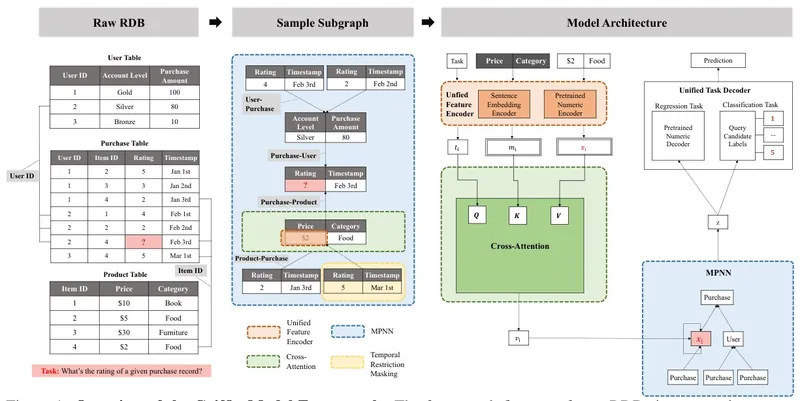 Raw RDB
Sample Subgraph
Model Architecture
User Table
User ID Account Level Purchase Amount
1 Gold 100
2 Silver 80
3 Bronze 10
Purchase Table
User ID Item ID Rating Timestamp
1 2 5 Jan 1st
1 3 3 Jan 2nd
1 4 2 Jan 3rd
2 1 4 Feb 1st
2 2 2 Feb 2nd
2 4 ? Feb 3rd
3 4 5 Mar 1st
User ID
Item ID
Product Table
Item ID Price Category
1 $10 Book
2 $5 Food
3 $30 Furniture
4 $2 Food
Task: What's the rating of a given purchase record?
Rating Timestamp
4 Feb 3rd
Rating Timestamp
2 Feb 2nd
User-
Purchase
Account Level Purchase Amount
Silver 80
Purchase-User
Rating Timestamp
? Feb 3rd
Purchase-Product
Price Category
$2 Food
Product-Purchase
Rating Timestamp
2 Jan 3rd
Rating Timestamp
5 Mar 1st
Unified
Feature
Encoder
MPNN
Cross-
Attention
Temporal
Restriction
Masking
Task
Price Category
$2 Food
Unfied
Feature
Encoder
Sentence
Embedding
Encoder
Pretrained
Numeric
Encoder
t_i
m_i
x_i
Q
K
V
Cross-Attention
v_i
Prediction
Unified Task Decoder
Regression Task
Classification Task
Pretrained
Numeric
Decoder
Query
Candidate
Labels
1
...
5
z
MPNN
Purchase
x_i
User
Purchase Purchase Purchase